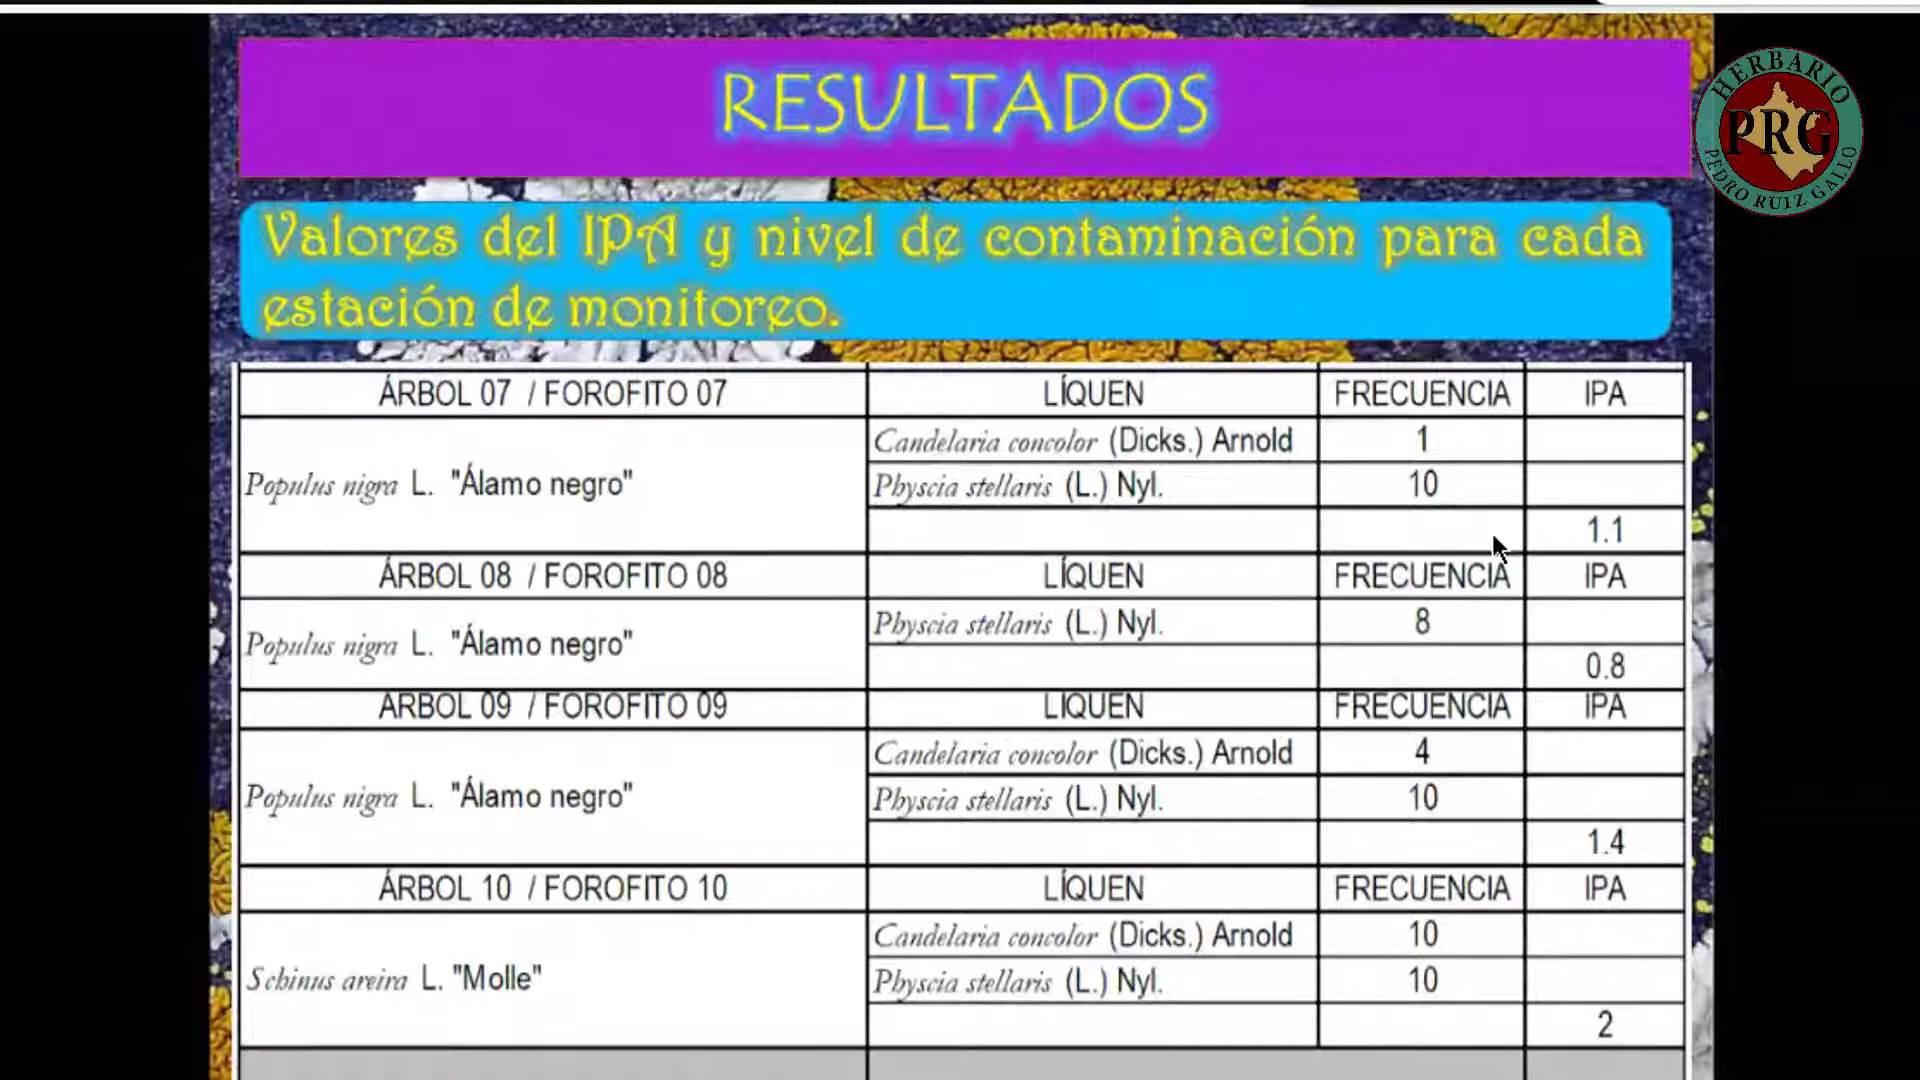 RESULTADOS
HERBARIO
PRG
PEDRO RUIZ GALLO
Valores del IPA y nivel de contaminación para cada
estación de monitoreo.
ÁRBOL 07 / FOROFITO 07 LÍQUEN FRECUENCIA IPA
Candelaria concolor (Dicks.) Arnold 1
Populus nigra L. "Álamo negro" Physcia stellaris (L.) Nyl. 10
1.1
ÁRBOL 08 / FOROFITO 08 LÍQUEN FRECUENCIA IPA
Physcia stellaris (L.) Nyl. 8
Populus nigra L. "Álamo negro"
0.8
ÁRBOL 09 / FOROFITO 09 LÍQUEN FRECUENCIA IPA
Candelaria concolor (Dicks.) Arnold 4
Populus nigra L. "Álamo negro" Physcia stellaris (L.) Nyl. 10
1.4
ÁRBOL 10 / FOROFITO 10 LÍQUEN FRECUENCIA IPA
Candelaria concolor (Dicks.) Arnold 10
Schinus areira L. "Molle" Physcia stellaris (L.) Nyl. 10
2